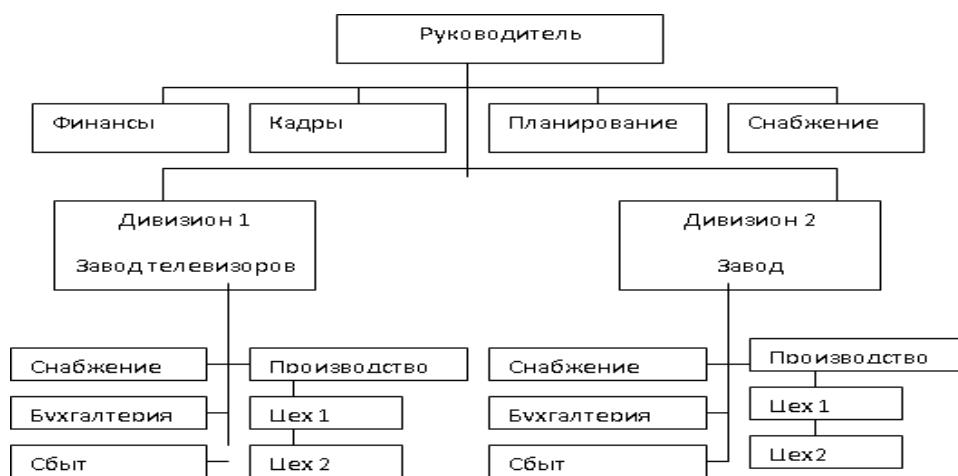 Руководитель
Финансы
Кадры
Планирование
Снабжение
Дивизион 1
Завод телевизоров
Дивизион 2
Завод
Снабжение
Производство
Бухгалтерия
Цех 1
Сбыт
Цех 2
Снабжение
Производство
Бухгалтерия
Цех 1
Сбыт
Цех2